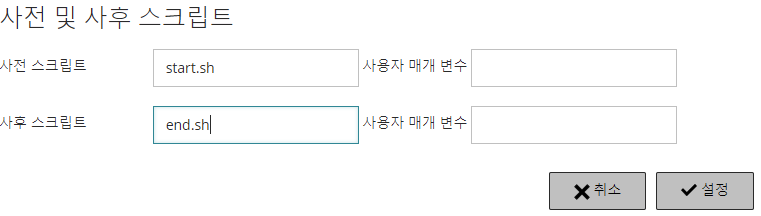 사전 및 사후 스크립트
사전 스크립트 start.sh 사용자 매개 변수
사후 스크립트 end.sh 사용자 매개 변수
취소 설정